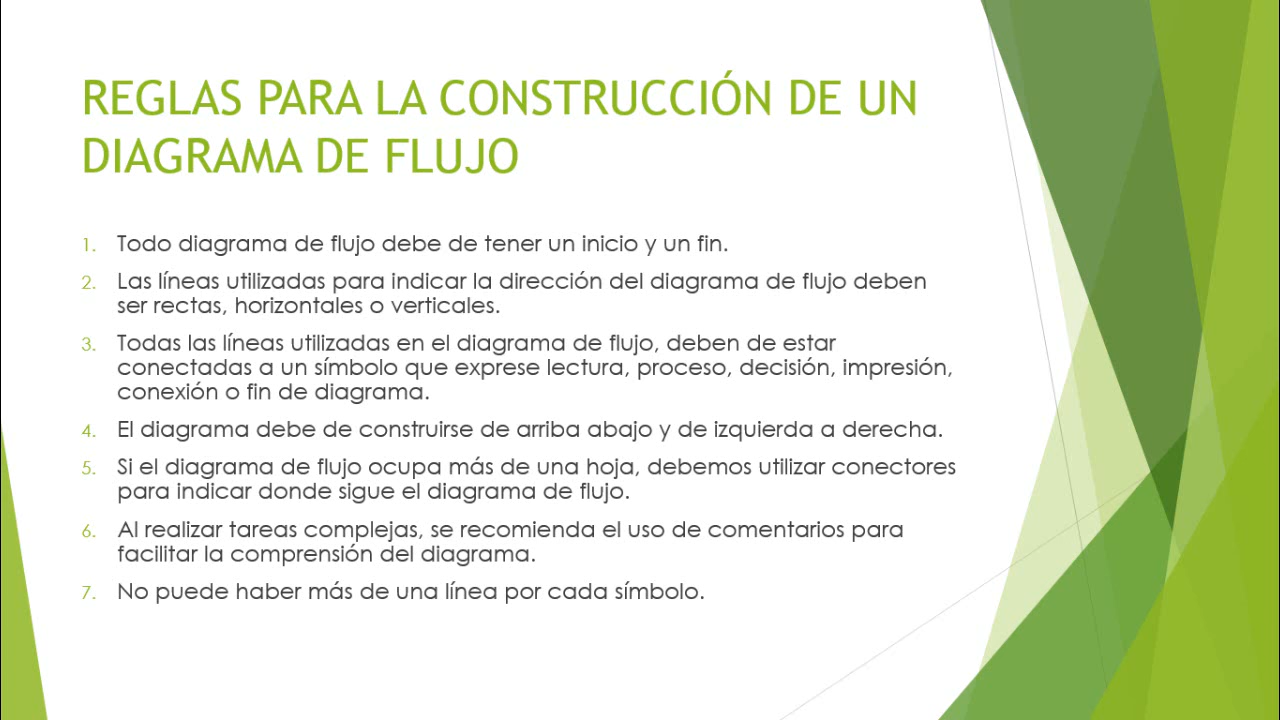 REGLAS PARA LA CONSTRUCCIÓN DE UN
DIAGRAMA DE FLUJO
1. Todo diagrama de flujo debe de tener un inicio y un fin.
2. Las líneas utilizadas para indicar la dirección del diagrama de flujo deben
ser rectas, horizontales o verticales.
3. Todas las líneas utilizadas en el diagrama de flujo, deben de estar
conectadas a un símbolo que exprese lectura, proceso, decisión, impresión,
conexión o fin de diagrama.
4. El diagrama debe de construirse de arriba abajo y de izquierda a derecha.
5. Si el diagrama de flujo ocupa más de una hoja, debemos utilizar conectores
para indicar donde sigue el diagrama de flujo.
6. Al realizar tareas complejas, se recomienda el uso de comentarios para
facilitar la comprensión del diagrama.
7. No puede haber más de una línea por cada símbolo.